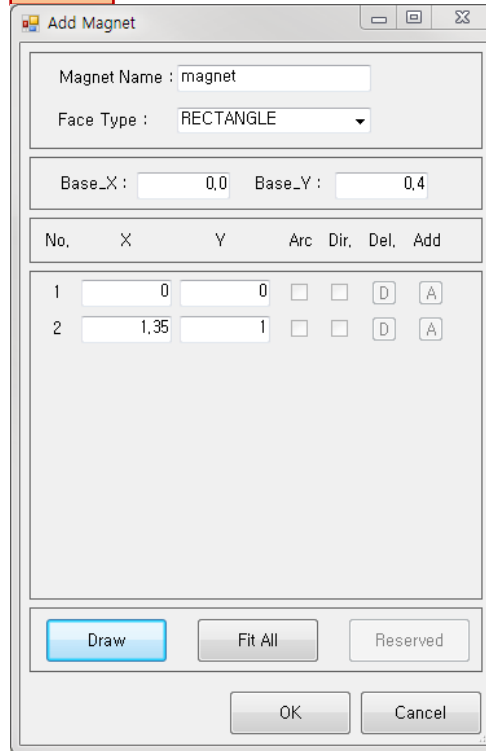 Add Magnet
Magnet Name : magnet
Face Type : RECTANGLE
Base_X : 0.0 Base_Y : 0.4
No. X Y Arc Dir. Del. Add
1 0 0 D A
2 1.35 1 D A
Draw Fit All Reserved
OK Cancel